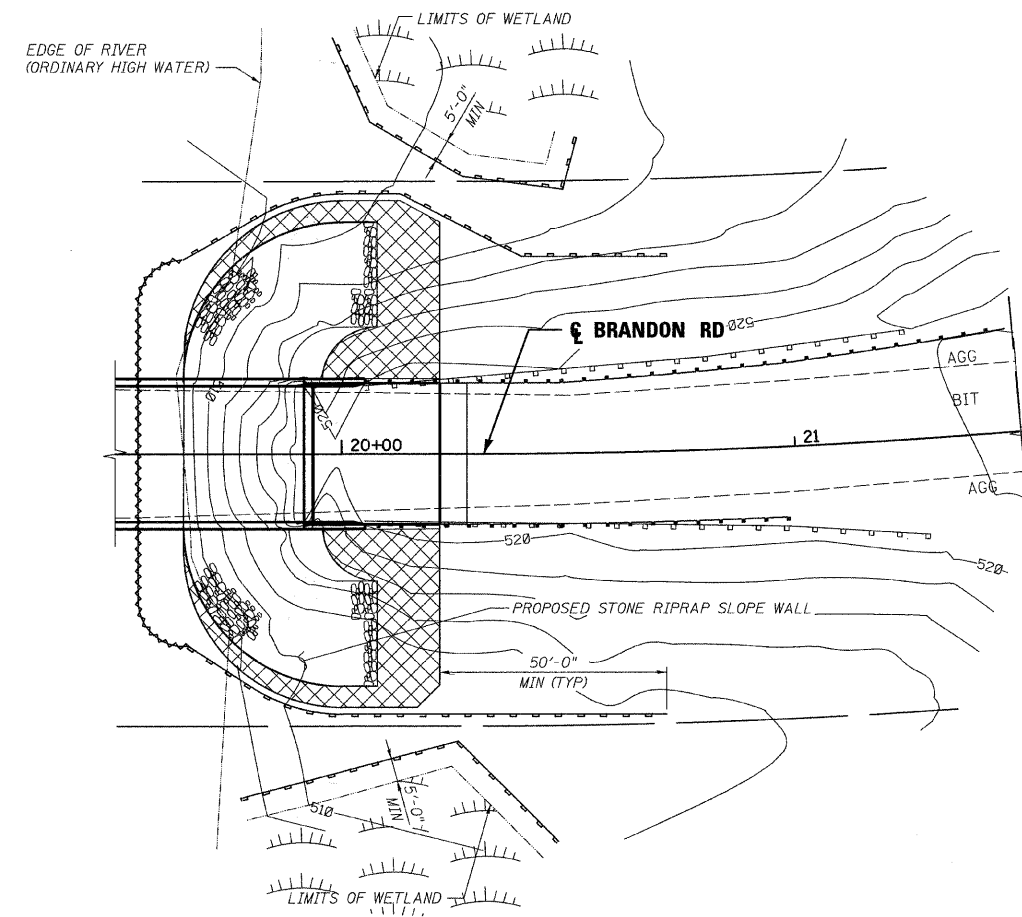 LIMITS OF WETLAND
EDGE OF RIVER
(ORDINARY HIGH WATER)
5'-0"
MIN
℄ BRANDON RD
520
AGG
BIT
510
520
20+00
21
AGG
520
520
PROPOSED STONE RIPRAP SLOPE WALL
50'-0"
MIN (TYP)
5'-0"
MIN
510
LIMITS OF WETLAND